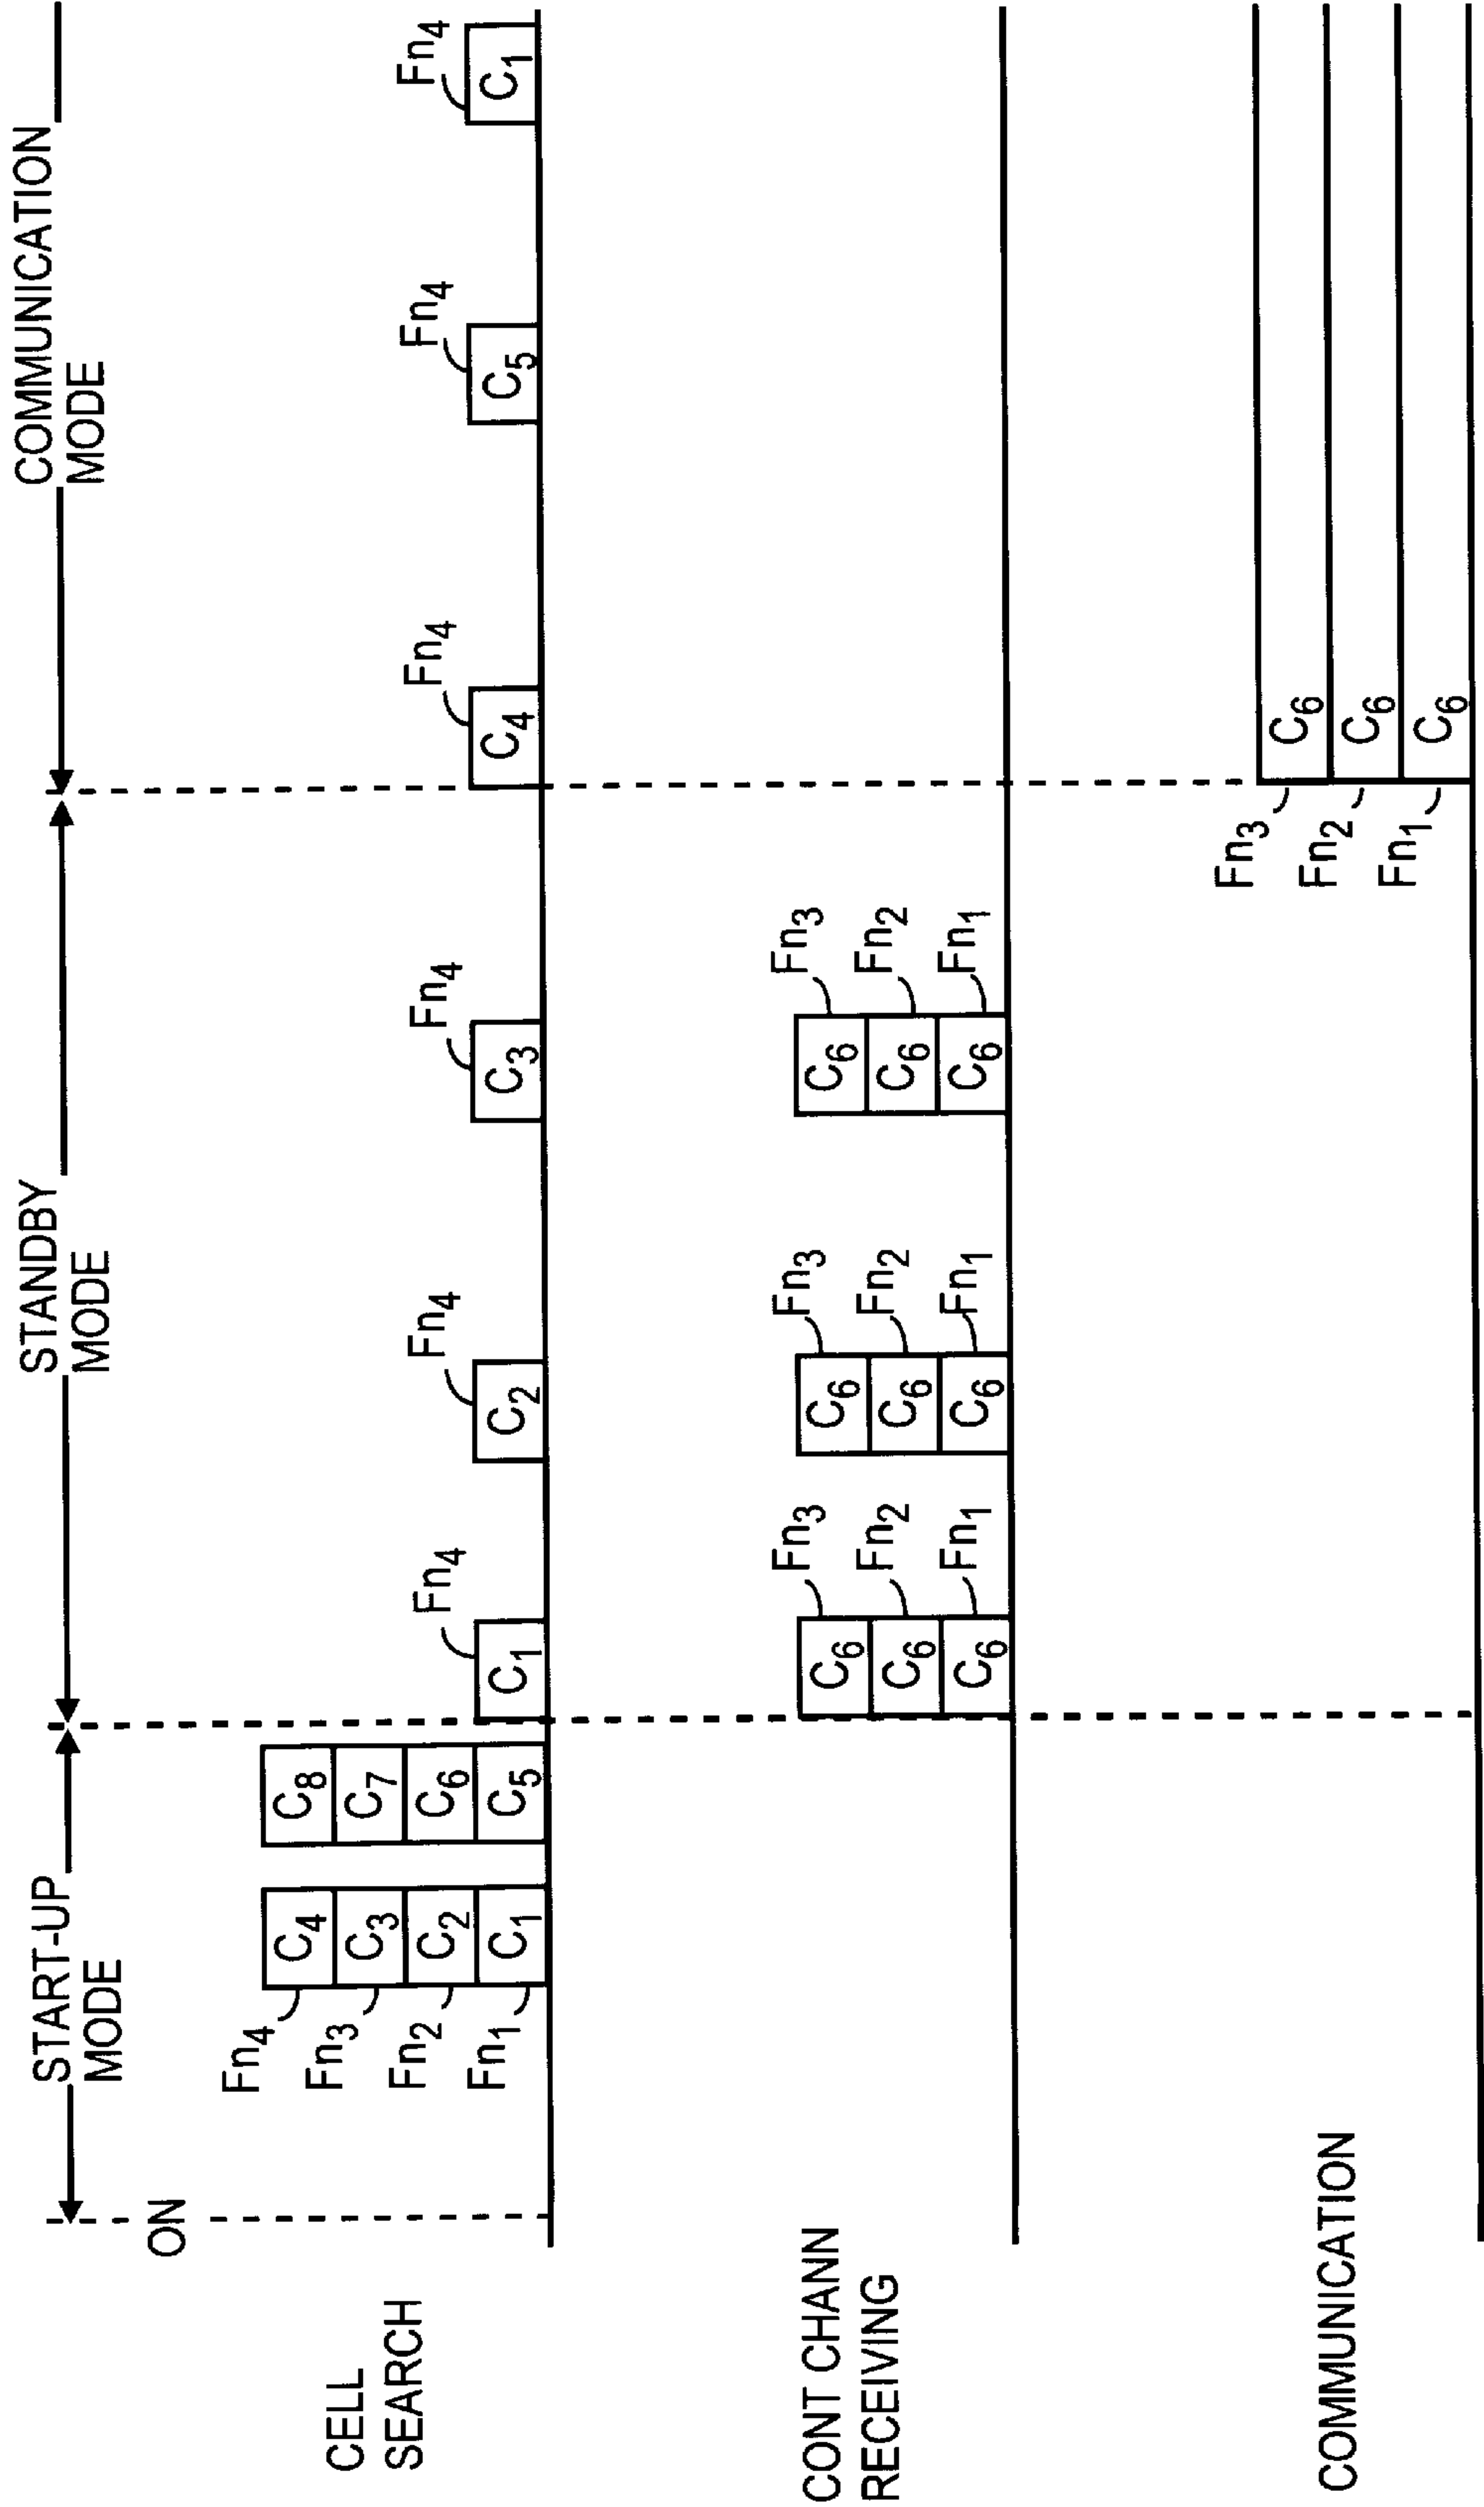 START-UP
MODE
STANDBY
MODE
COMMUNICATION
MODE
ON
CELL
SEARCH
Fn4
Fn3
Fn2
Fn1
C4
C3
C2
C1
C8
C7
C6
C5
C1
Fn4
C2
Fn4
C3
Fn4
C4
Fn4
C5
Fn4
C1
Fn4
CONT CHANN
RECEIVING
C6
C6
C6
Fn3
Fn2
Fn1
C6
C6
C6
Fn3
Fn2
Fn1
C6
C6
C6
Fn3
Fn2
Fn1
COMMUNICATION
Fn3
Fn2
Fn1
C6
C6
C6